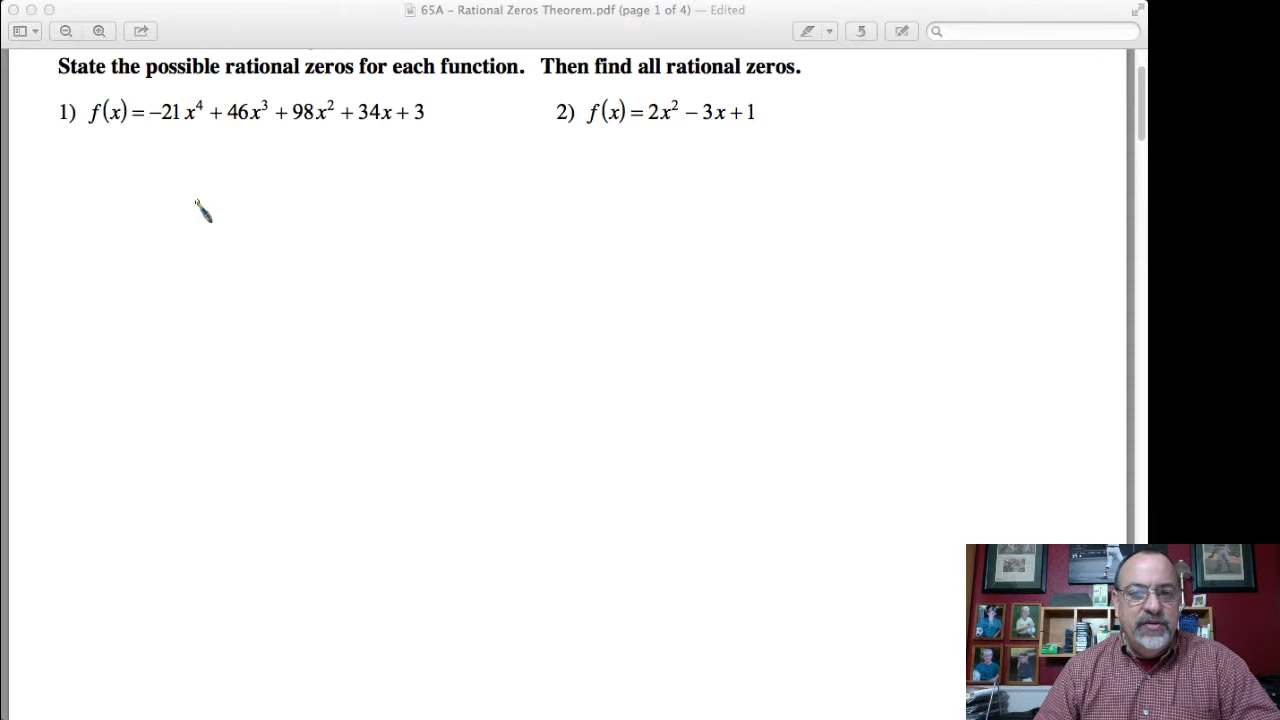 65A – Rational Zeros Theorem.pdf (page 1 of 4) — Edited
State the possible rational zeros for each function. Then find all rational zeros.
1) f(x) = −21x⁴ + 46x³ + 98x² + 34x + 3 2) f(x) = 2x² − 3x + 1